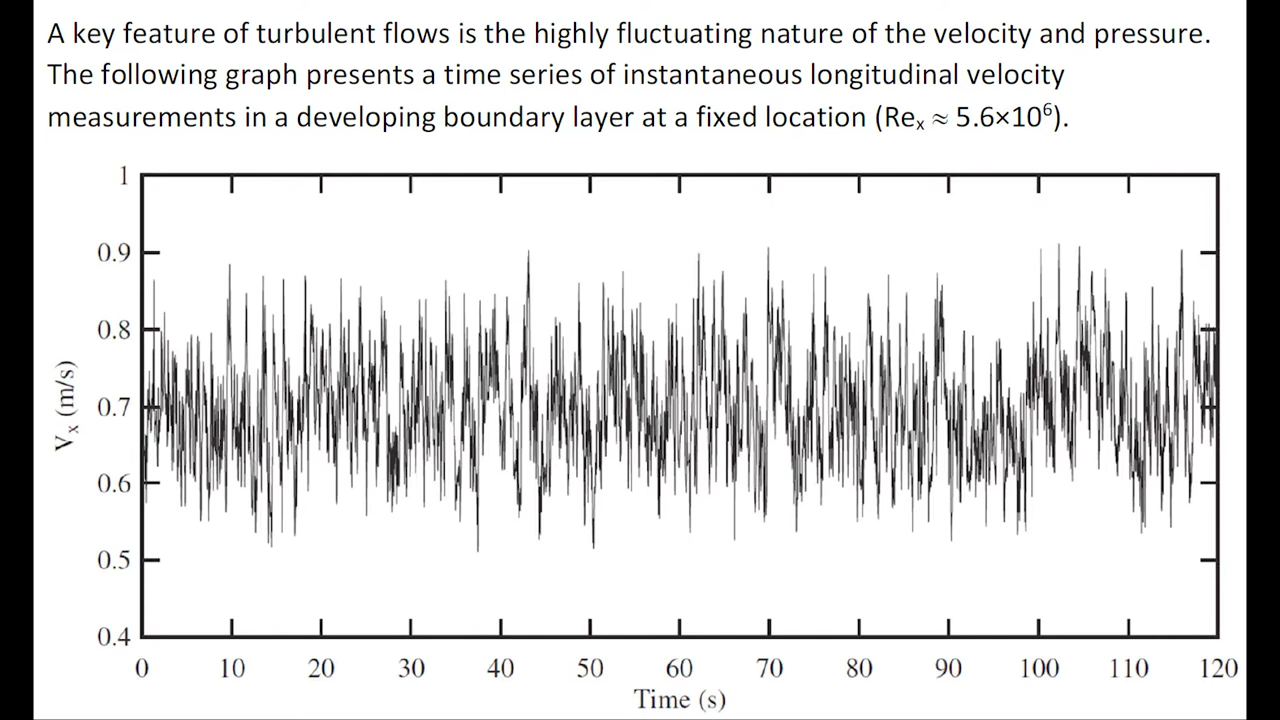 A key feature of turbulent flows is the highly fluctuating nature of the velocity and pressure.
The following graph presents a time series of instantaneous longitudinal velocity
measurements in a developing boundary layer at a fixed location (Reₓ ≈ 5.6×10⁶).
1
0.9
0.8
0.7
0.6
0.5
0.4
Vₓ (m/s)
0 10 20 30 40 50 60 70 80 90 100 110 120
Time (s)